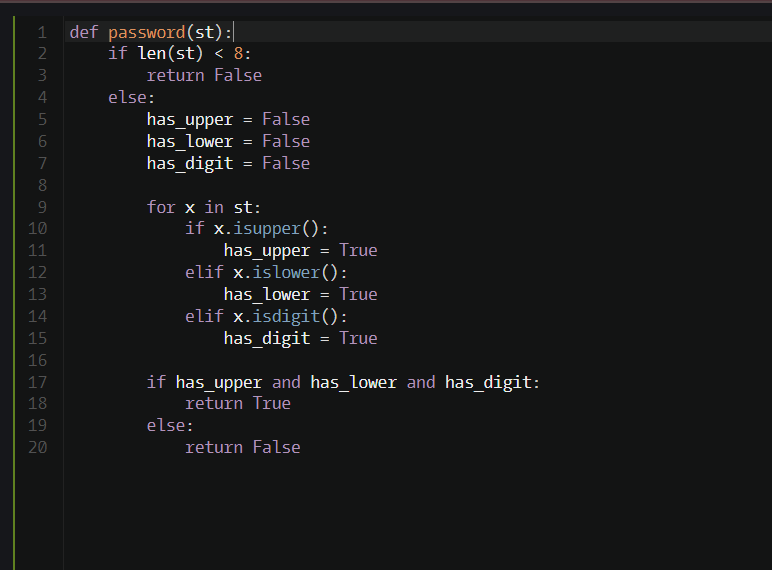 1 def password(st):
2     if len(st) < 8:
3         return False
4     else:
5         has_upper = False
6         has_lower = False
7         has_digit = False
8
9         for x in st:
10             if x.isupper():
11                 has_upper = True
12             elif x.islower():
13                 has_lower = True
14             elif x.isdigit():
15                 has_digit = True
16
17         if has_upper and has_lower and has_digit:
18             return True
19         else:
20             return False